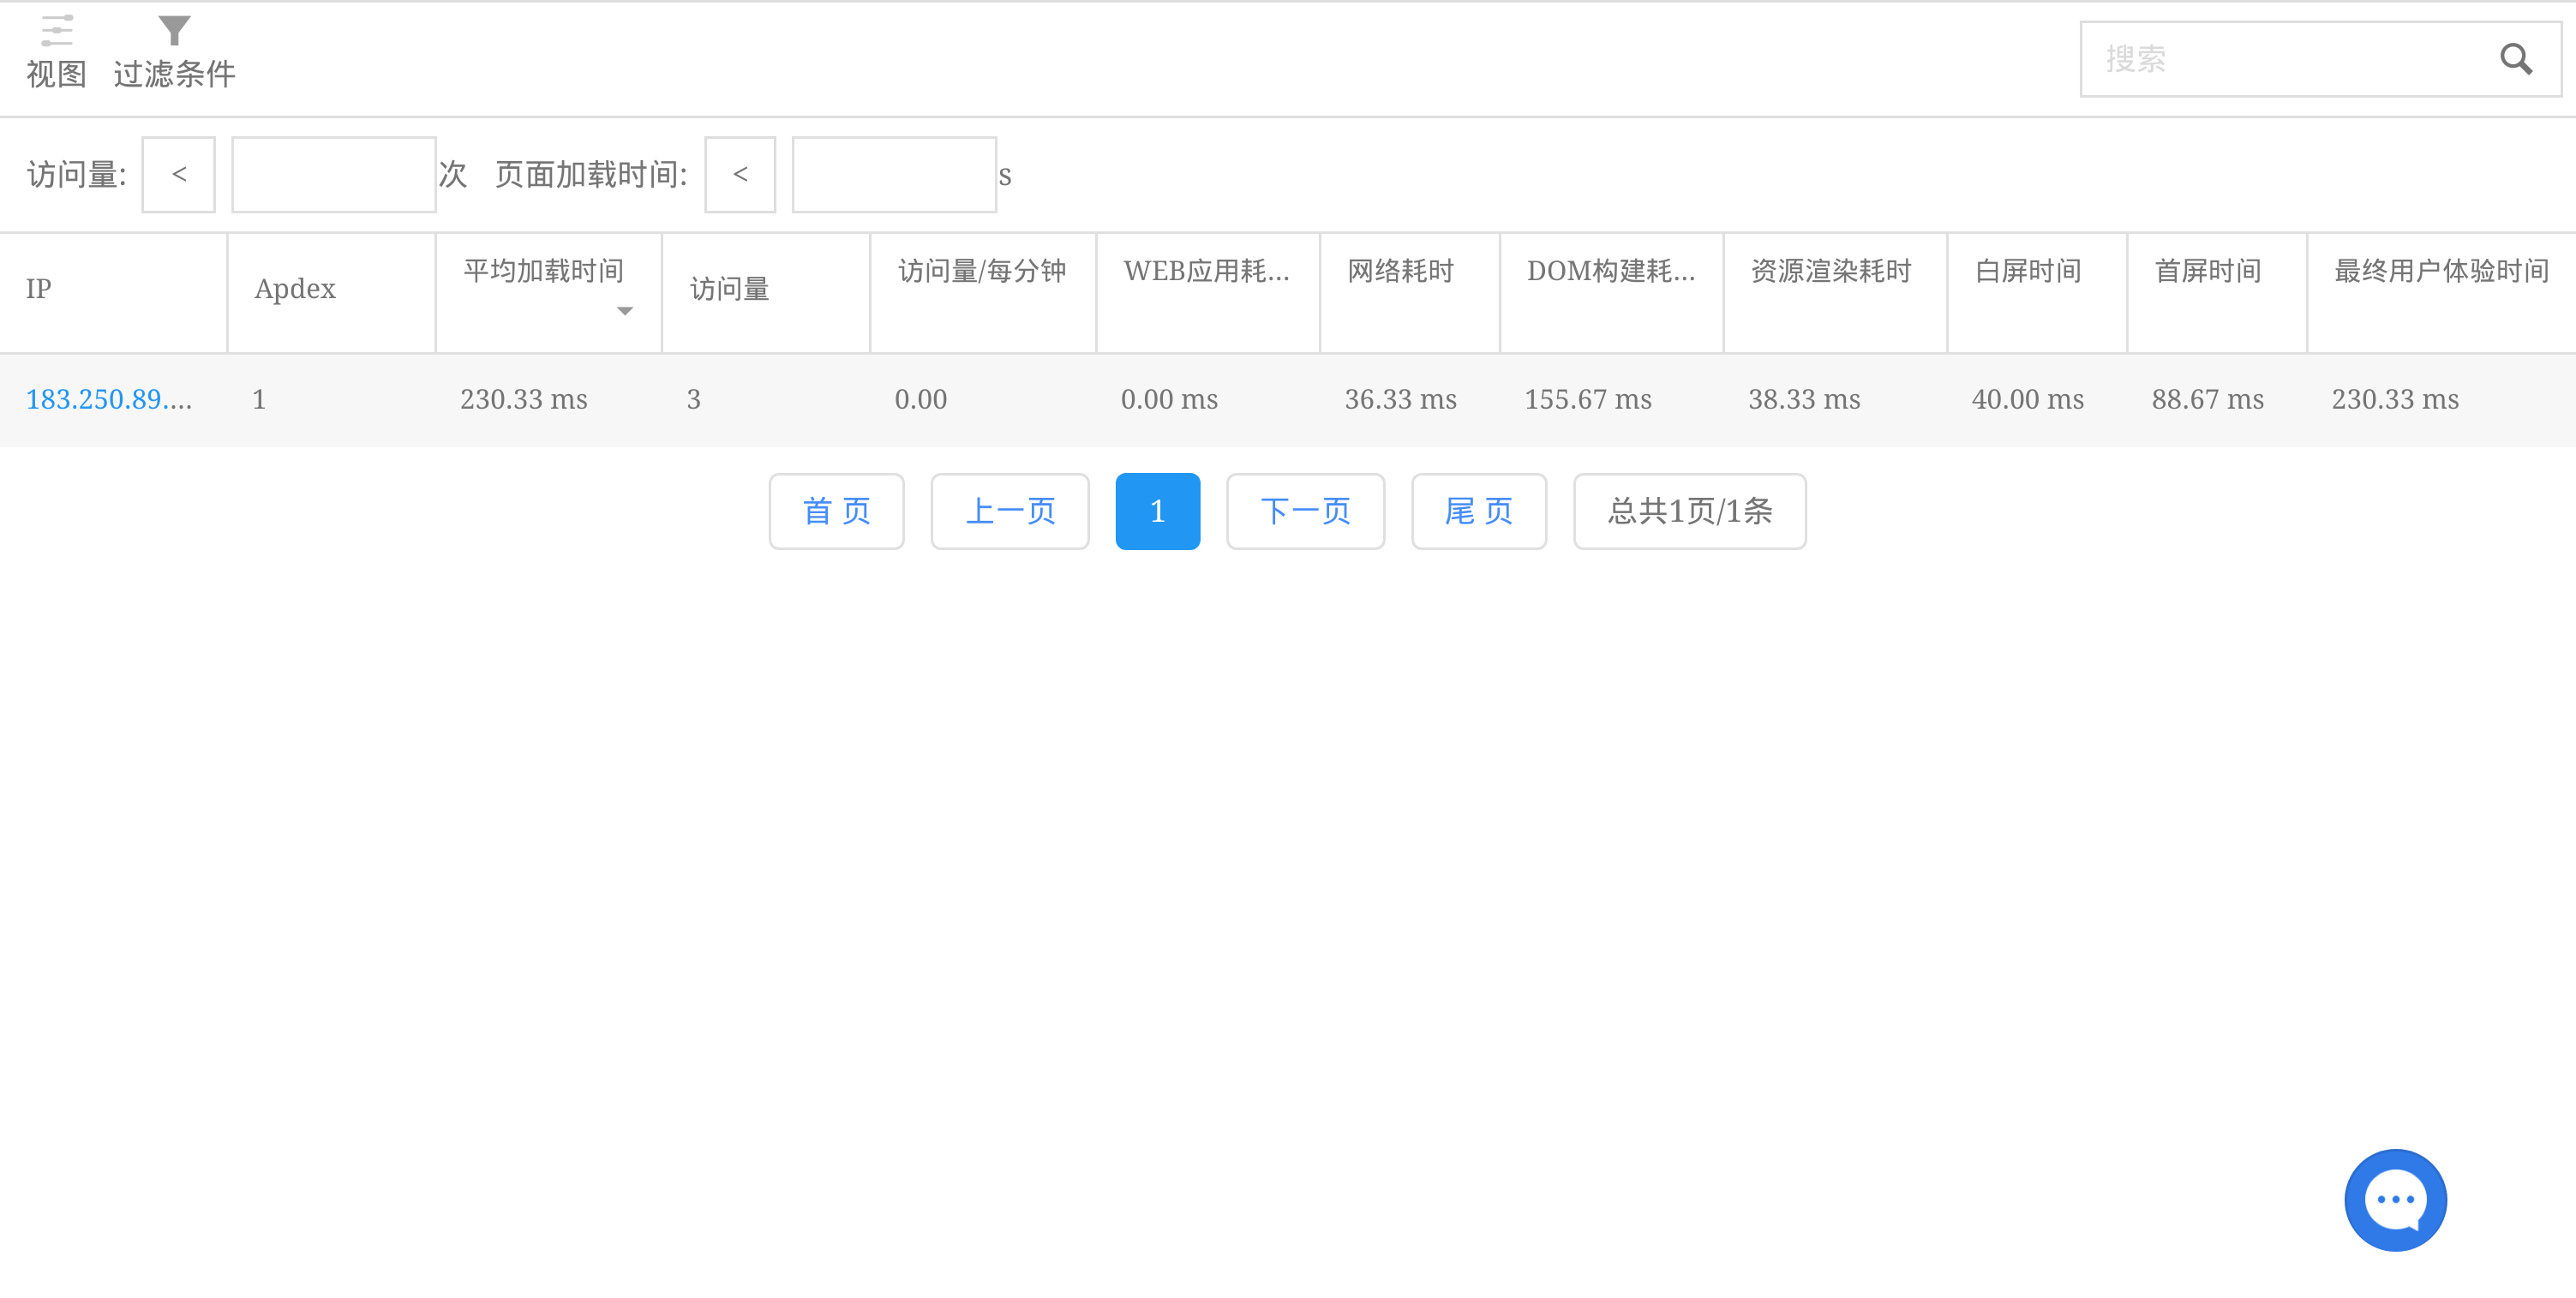 视图 过滤条件 搜索
访问量: < 次 页面加载时间: < s
IP Apdex 平均加载时间 访问量 访问量/每分钟 WEB应用耗... 网络耗时 DOM构建耗... 资源渲染耗时 白屏时间 首屏时间 最终用户体验时间
183.250.89.... 1 230.33 ms 3 0.00 0.00 ms 36.33 ms 155.67 ms 38.33 ms 40.00 ms 88.67 ms 230.33 ms
首 页 上一页 1 下一页 尾 页 总共1页/1条